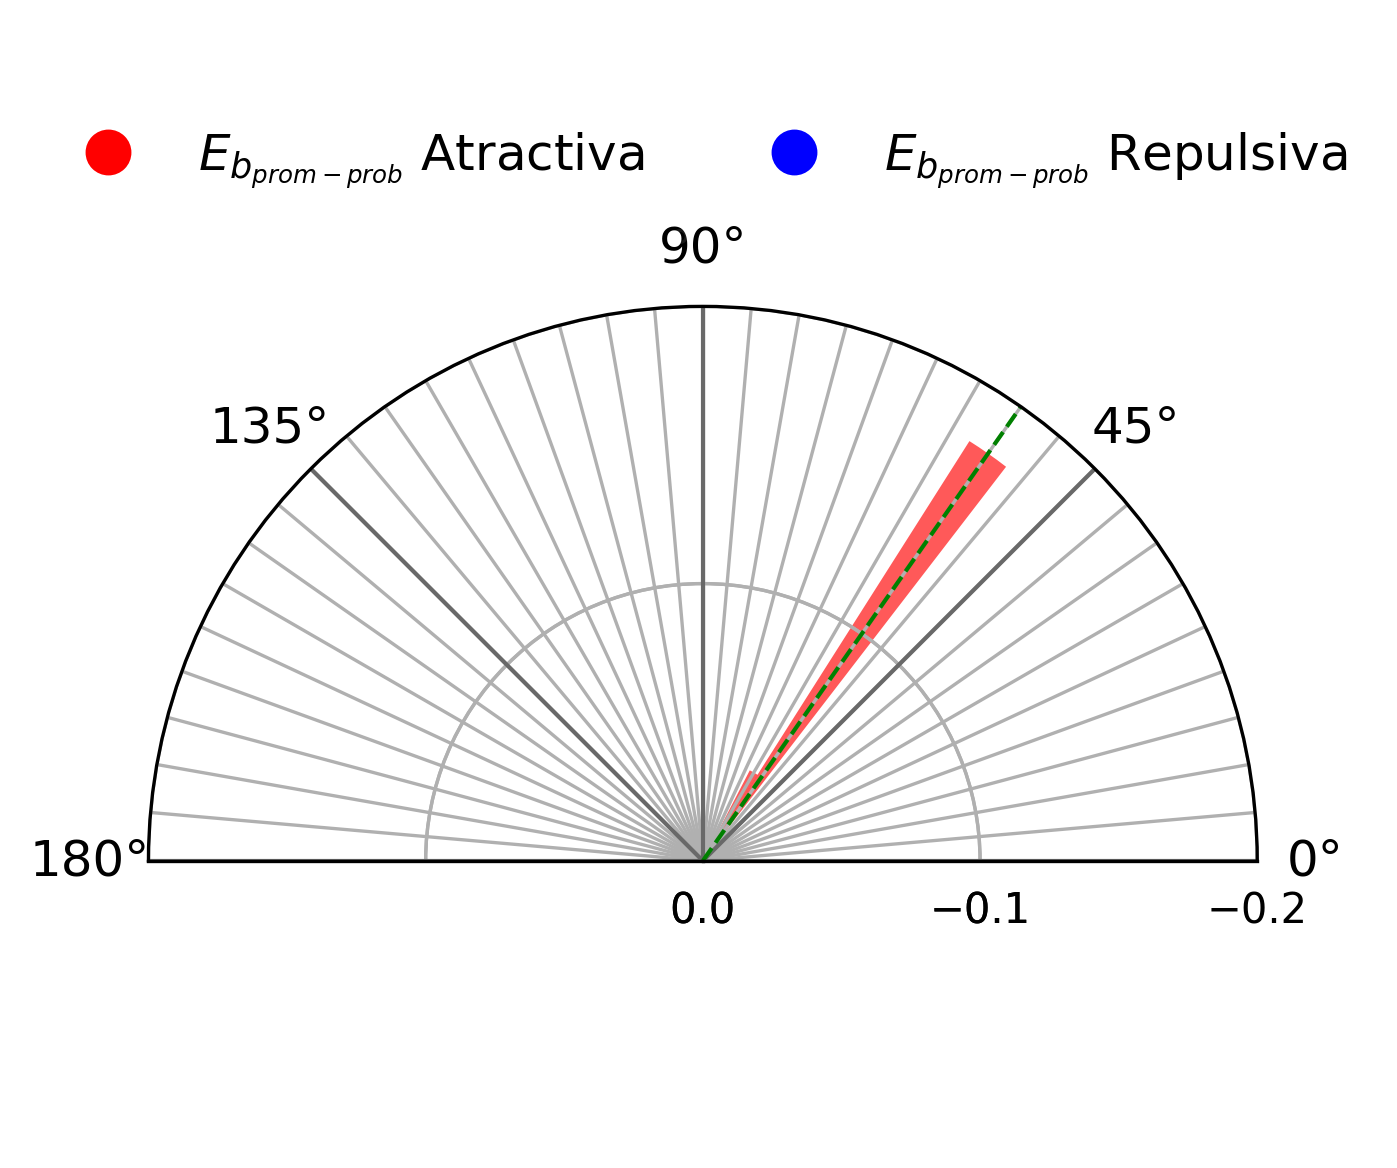 E_{b_{prom-prob}} Atractiva E_{b_{prom-prob}} Repulsiva
90°
135° 45°
180° 0°
0.0 −0.1 −0.2